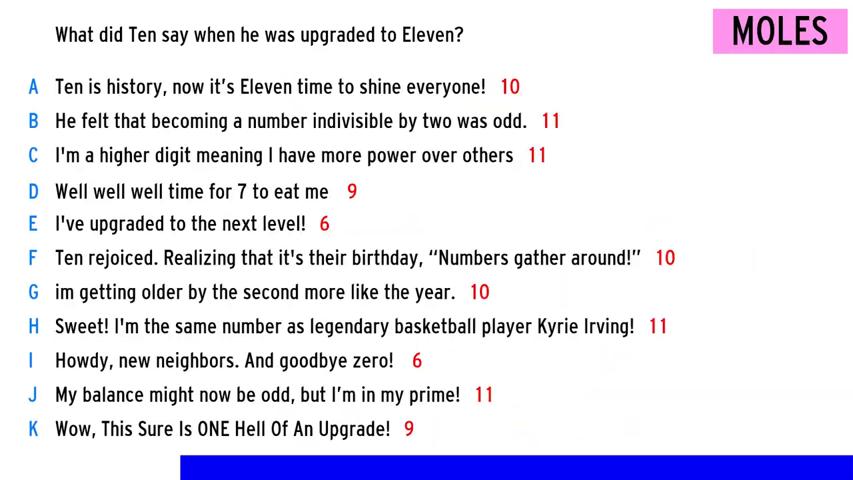 What did Ten say when he was upgraded to Eleven?
MOLES
A Ten is history, now it's Eleven time to shine everyone! 10
B He felt that becoming a number indivisible by two was odd. 11
C I'm a higher digit meaning I have more power over others 11
D Well well well time for 7 to eat me 9
E I've upgraded to the next level! 6
F Ten rejoiced. Realizing that it's their birthday, “Numbers gather around!” 10
G im getting older by the second more like the year. 10
H Sweet! I'm the same number as legendary basketball player Kyrie Irving! 11
I Howdy, new neighbors. And goodbye zero! 6
J My balance might now be odd, but I’m in my prime! 11
K Wow, This Sure Is ONE Hell Of An Upgrade! 9